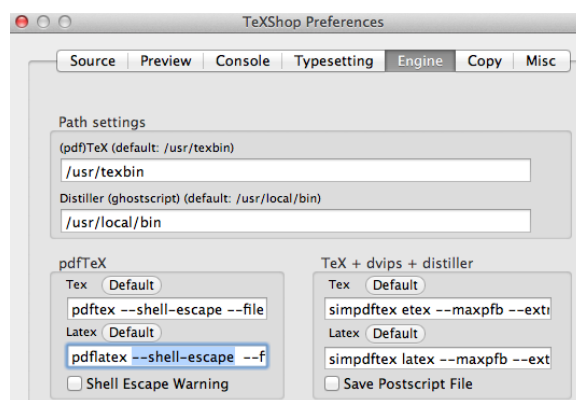 TeXShop Preferences
Source Preview Console Typesetting Engine Copy Misc
Path settings
(pdf)TeX (default: /usr/texbin)
/usr/texbin
Distiller (ghostscript) (default: /usr/local/bin)
/usr/local/bin
pdfTeX
Tex Default
pdftex --shell-escape --file
Latex Default
pdflatex --shell-escape --f
Shell Escape Warning
TeX + dvips + distiller
Tex Default
simpdftex etex --maxpfb --extr
Latex Default
simpdftex latex --maxpfb --ext
Save Postscript File